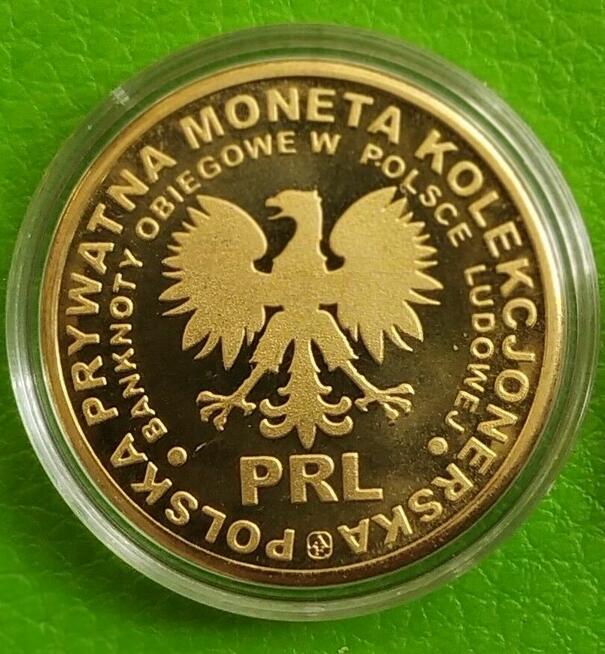 POLSKA PRYWATNA MONETA KOLEKCJONERSKA
• BANKNOTY OBIEGOWE W POLSCE LUDOWEJ •
PRL